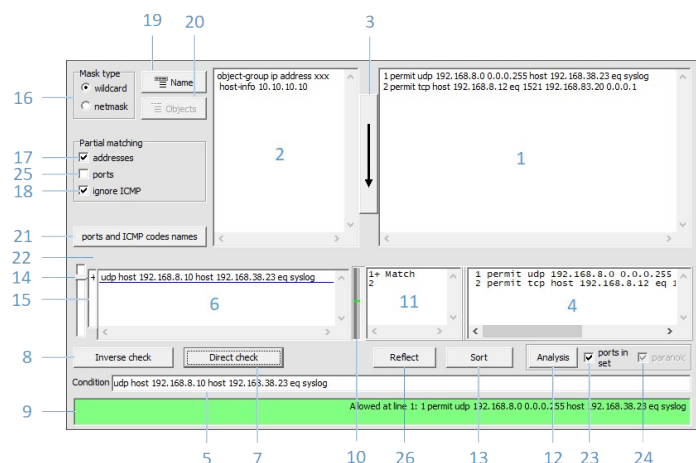 19 20 3
Mask type
wildcard
netmask
Name
Objects
object-group ip address xxx
host-info 10.10.10.10
1 permit udp 192.168.8.0 0.0.0.255 host 192.168.38.23 eq syslog
2 permit tcp host 192.168.8.12 eq 1521 192.168.83.20 0.0.0.1
16
Partial matching
addresses
ports
ignore ICMP
17
25
18
2
1
21
ports and ICMP codes names
22
14
15
+
udp host 192.168.8.10 host 192.168.38.23 eq syslog
6
1+ Match
2
11
1 permit udp 192.168.8.0 0.0.0.255
2 permit tcp host 192.168.8.12 eq 1
4
8
Inverse check
Direct check
Reflect
Sort
Analysis
ports in
set
paranoic
Condition
udp host 192.168.8.10 host 192.168.38.23 eq syslog
9
Allowed at line 1: 1 permit udp 192.168.8.0 0.0.0.255 host 192.168.38.23 eq syslog
5 7 10 26 13 12 23 24